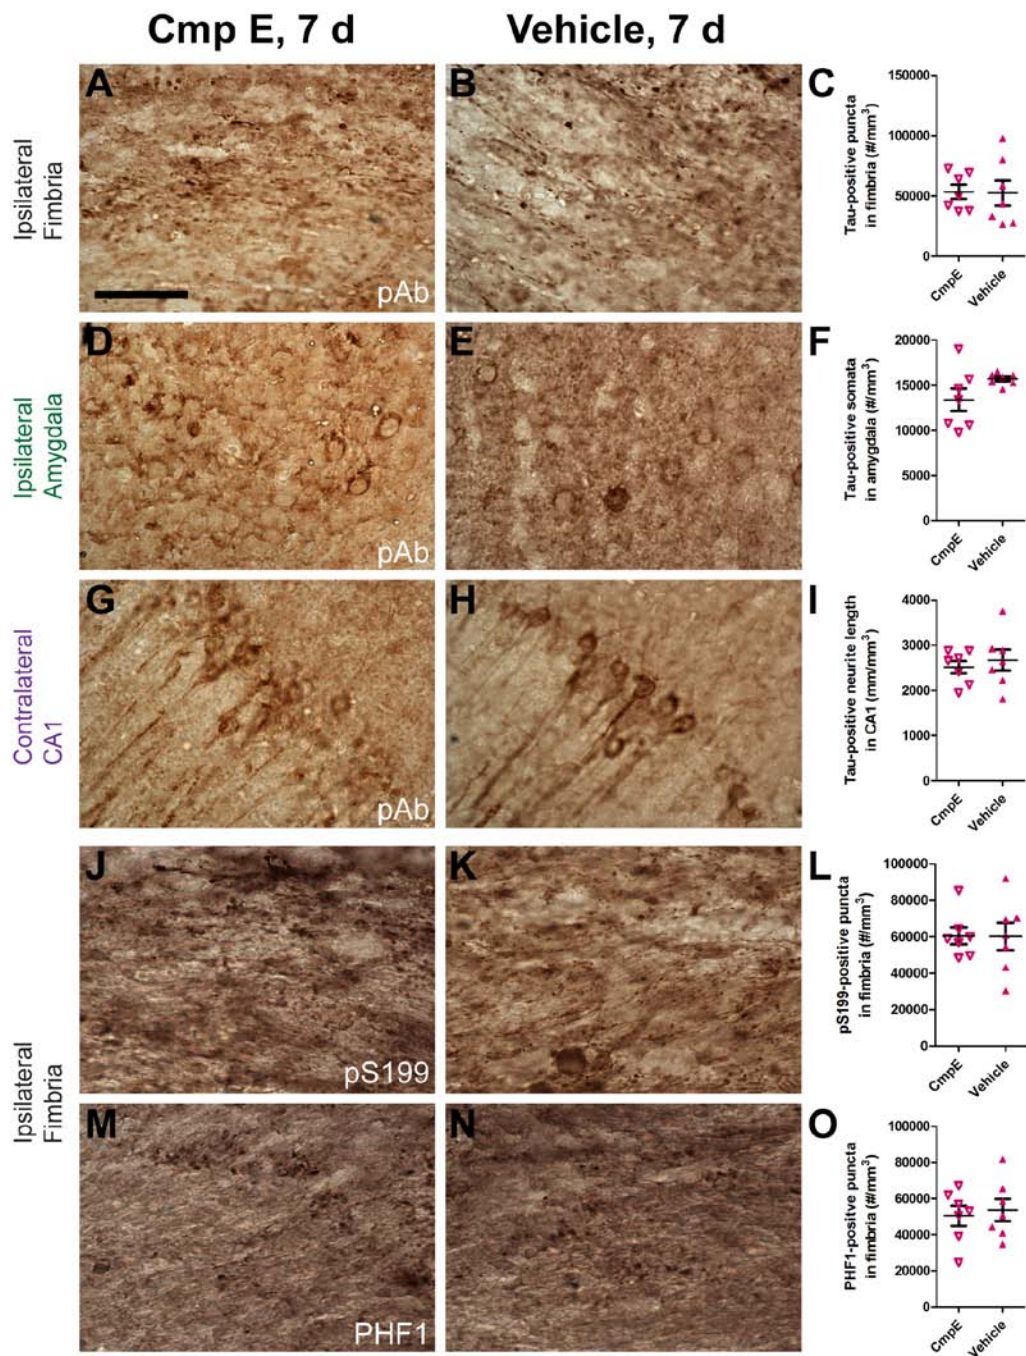 Cmp E, 7 d
Vehicle, 7 d
Ipsilateral
Fimbria
A
pAb
B
C
Tau-positive puncta
in fimbria (#/mm³)
150000
100000
50000
0
CmpE
Vehicle
Ipsilateral
Amygdala
D
pAb
E
F
Tau-positive somata
in amygdala (#/mm³)
20000
15000
10000
5000
0
CmpE
Vehicle
Contralateral
CA1
G
pAb
H
I
Tau-positive neurite length
in CA1 (mm/mm³)
4000
3000
2000
1000
0
CmpE
Vehicle
Ipsilateral
Fimbria
J
pS199
K
L
pS199-positive puncta
in fimbria (#/mm³)
100000
80000
60000
40000
20000
0
CmpE
Vehicle
M
PHF1
N
O
PHF1-positve puncta
in fimbria (#/mm³)
100000
80000
60000
40000
20000
0
CmpE
Vehicle